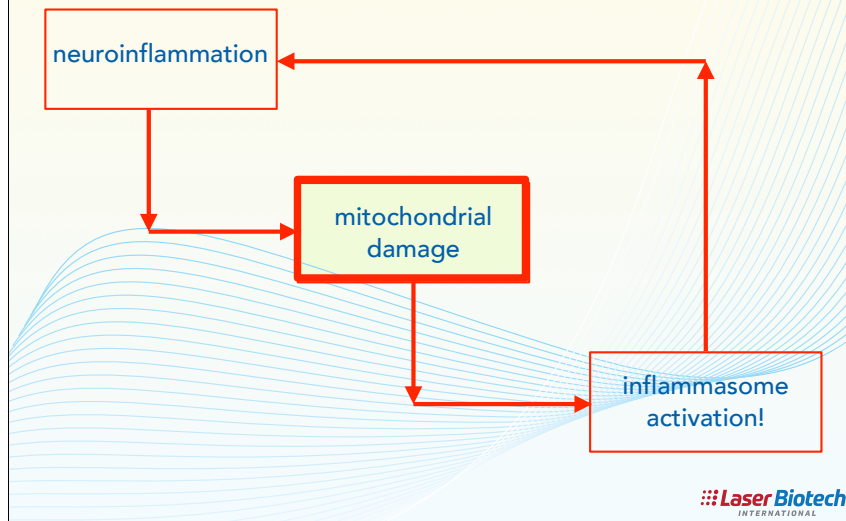 neuroinflammation
mitochondrial
damage
inflammasome
activation!
Laser Biotech
INTERNATIONAL